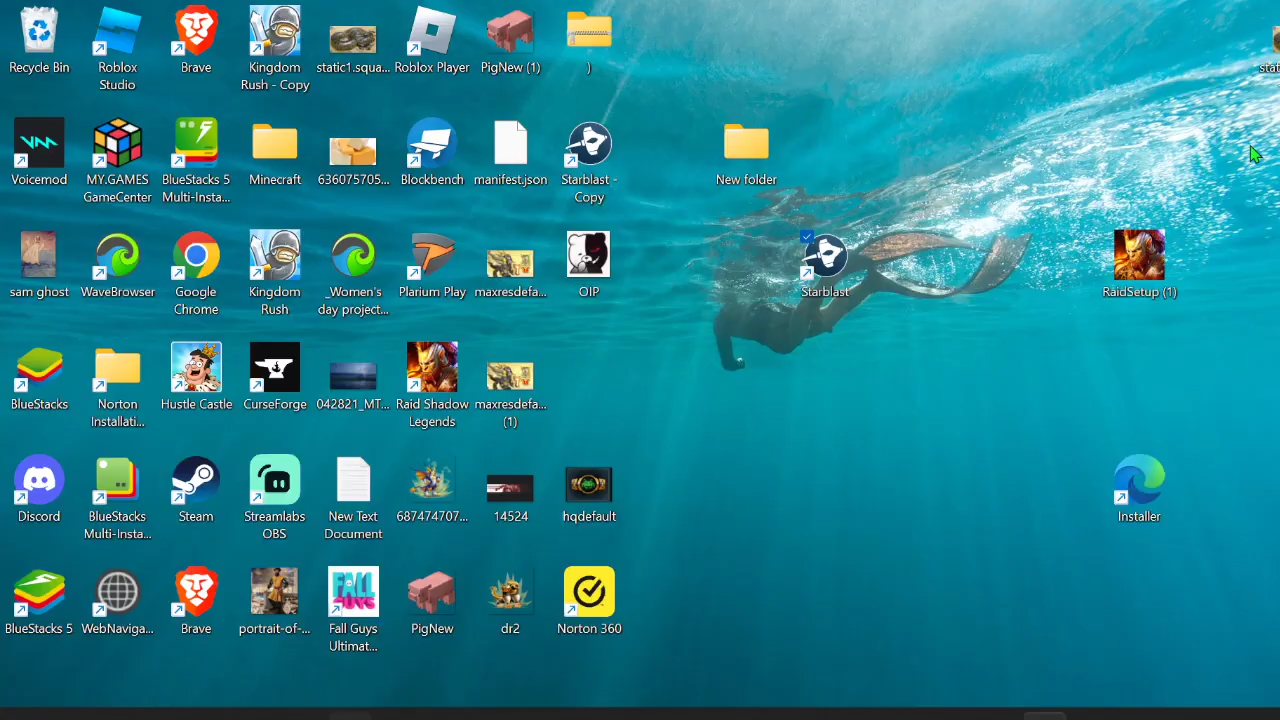 Recycle Bin
Roblox
Studio
Brave
Kingdom
Rush - Copy
static1.squa...
Roblox Player
PigNew (1)
)
stat
Voicemod
MY.GAMES
GameCenter
BlueStacks 5
Multi-Insta...
Minecraft
636075705...
Blockbench
manifest.json
Starblast -
Copy
New folder
sam ghost
WaveBrowser
Google
Chrome
Kingdom
Rush
_Women's
day project...
Plarium Play
maxresdefa...
OIP
Starblast
RaidSetup (1)
BlueStacks
Norton
Installati...
Hustle Castle
CurseForge
042821_MT...
Raid Shadow
Legends
maxresdefa...
(1)
Discord
BlueStacks
Multi-Insta...
Steam
Streamlabs
OBS
New Text
Document
687474707...
14524
hqdefault
Installer
BlueStacks 5
WebNaviga...
Brave
portrait-of-...
FALL
GUYS
Fall Guys
Ultimat...
PigNew
dr2
Norton 360